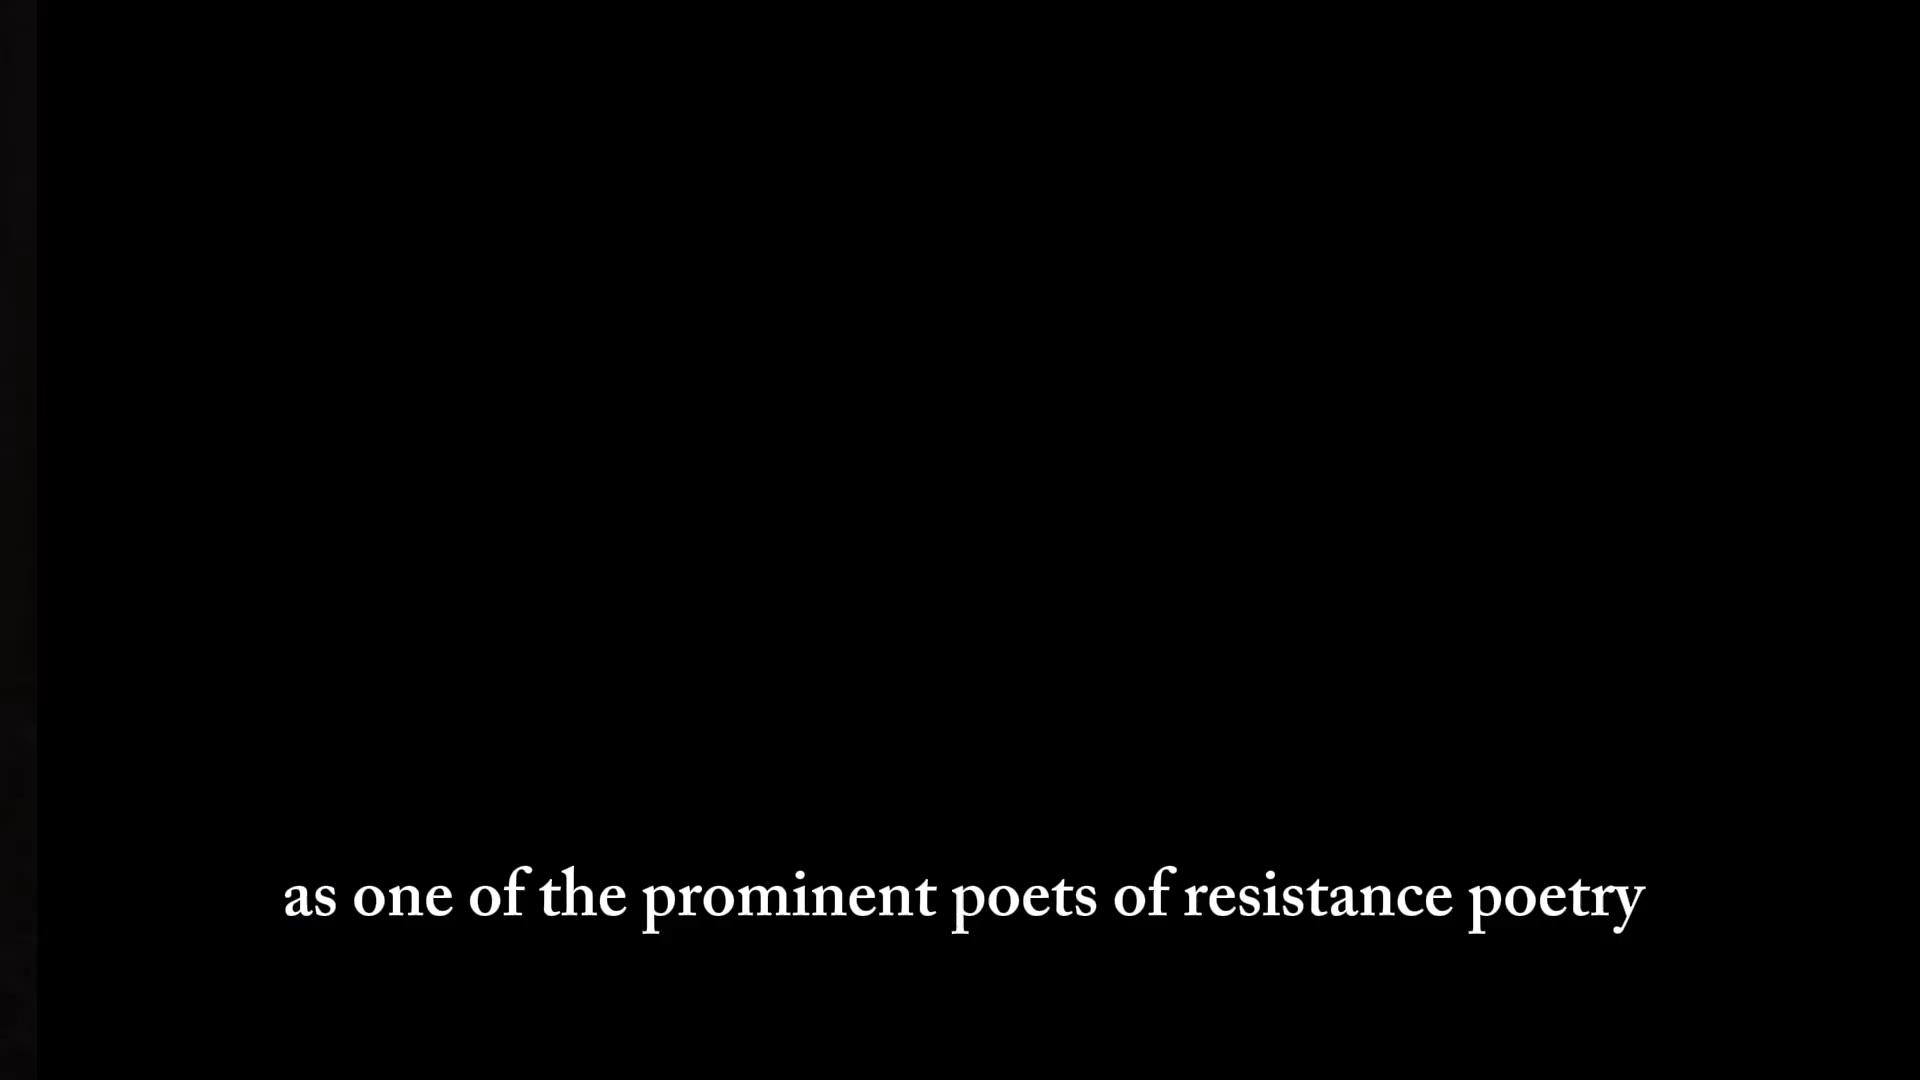 as one of the prominent poets of resistance poetry